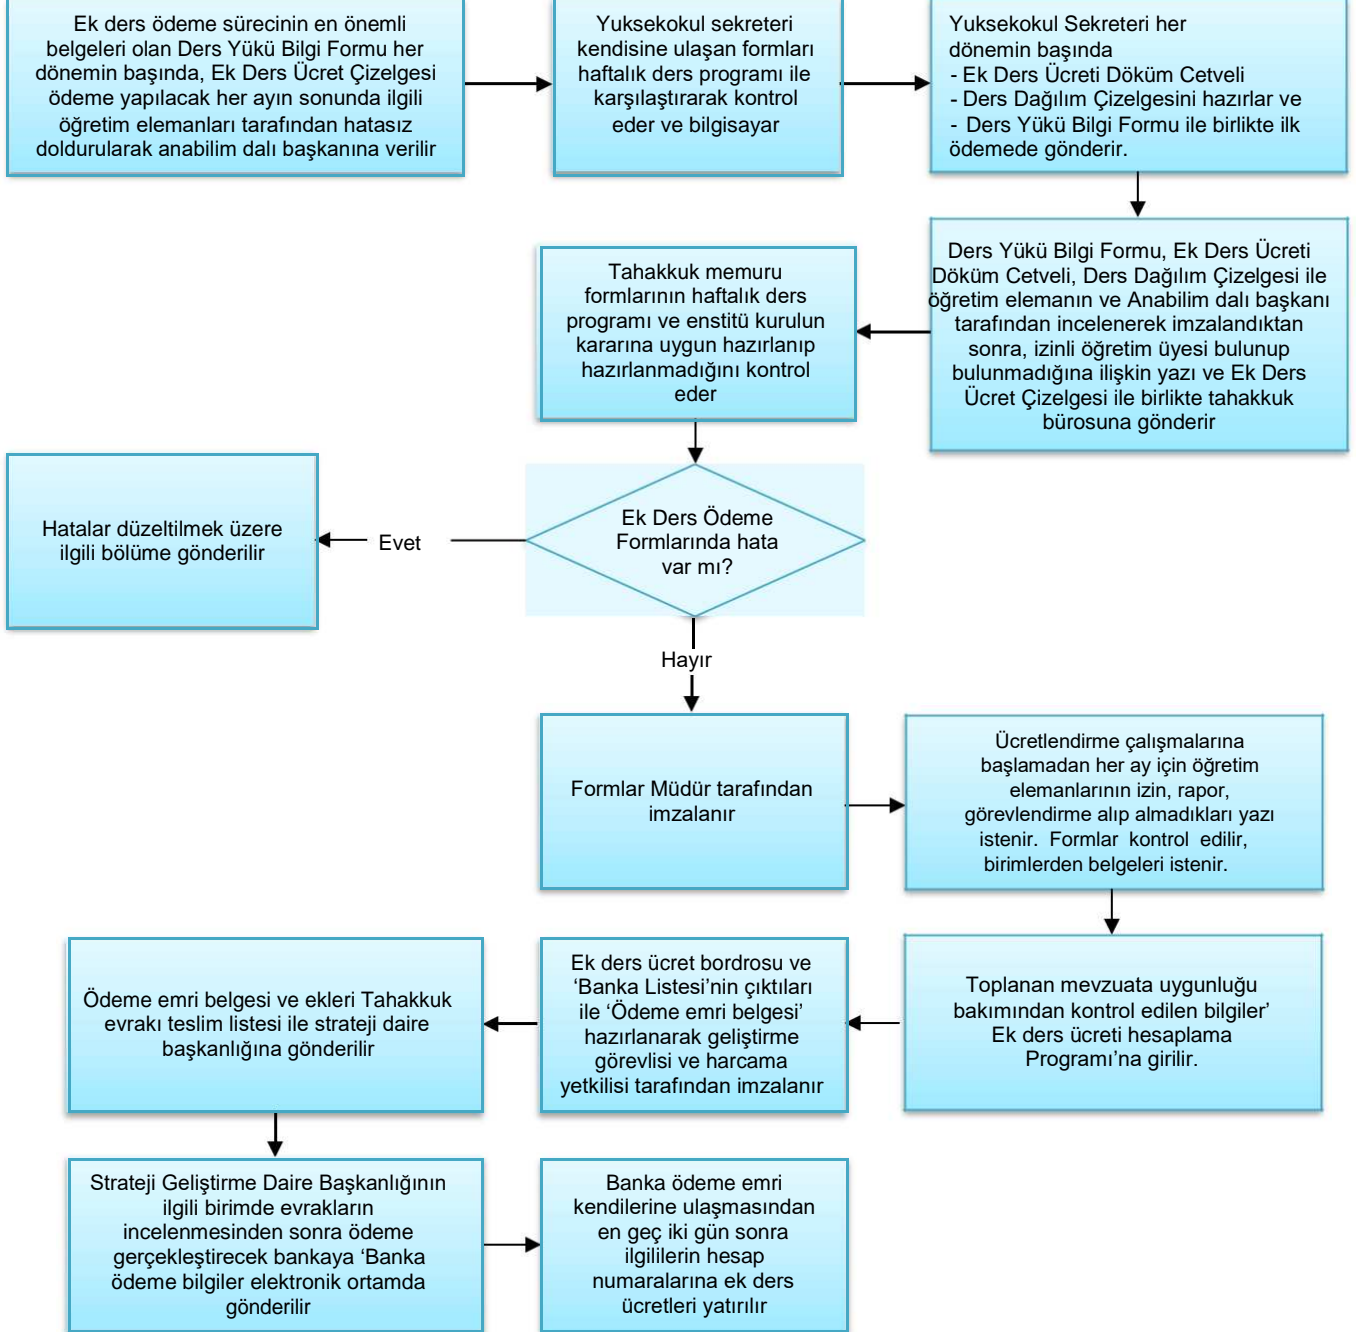 Ek ders ödeme sürecinin en önemli
belgeleri olan Ders Yükü Bilgi Formu her
dönemin başında, Ek Ders Ücret Çizelgesi
ödeme yapılacak her ayın sonunda ilgili
öğretim elemanları tarafından hatasız
doldurularak anabilim dalı başkanına verilir
Yuksekokul sekreteri
kendisine ulaşan formları
haftalık ders programı ile
karşılaştırarak kontrol
eder ve bilgisayar
Yuksekokul Sekreteri her
dönemin başında
- Ek Ders Ücreti Döküm Cetveli
- Ders Dağılım Çizelgesini hazırlar ve
- Ders Yükü Bilgi Formu ile birlikte ilk
ödemede gönderir.
Ders Yükü Bilgi Formu, Ek Ders Ücreti
Döküm Cetveli, Ders Dağılım Çizelgesi ile
öğretim elemanın ve Anabilim dalı başkanı
tarafından incelenerek imzalandıktan
sonra, izinli öğretim üyesi bulunup
bulunmadığına ilişkin yazı ve Ek Ders
Ücret Çizelgesi ile birlikte tahakkuk
bürosuna gönderir
Tahakkuk memuru
formlarının haftalık ders
programı ve enstitü kurulun
kararına uygun hazırlanıp
hazırlanmadığını kontrol
eder
Ek Ders Ödeme
Formlarında hata
var mı?
Evet
Hatalar düzeltilmek üzere
ilgili bölüme gönderilir
Hayır
Formlar Müdür tarafından
imzalanır
Ücretlendirme çalışmalarına
başlamadan her ay için öğretim
elemanlarının izin, rapor,
görevlendirme alıp almadıkları yazı
istenir. Formlar kontrol edilir,
birimlerden belgeleri istenir.
Toplanan mevzuata uygunluğu
bakımından kontrol edilen bilgiler’
Ek ders ücreti hesaplama
Programı’na girilir.
Ek ders ücret bordrosu ve
‘Banka Listesi’nin çıktıları
ile ‘Ödeme emri belgesi’
hazırlanarak geliştirme
görevlisi ve harcama
yetkilisi tarafından imzalanır
Ödeme emri belgesi ve ekleri Tahakkuk
evrakı teslim listesi ile strateji daire
başkanlığına gönderilir
Strateji Geliştirme Daire Başkanlığının
ilgili birimde evrakların
incelenmesinden sonra ödeme
gerçekleştirecek bankaya ‘Banka
ödeme bilgiler elektronik ortamda
gönderilir
Banka ödeme emri
kendilerine ulaşmasından
en geç iki gün sonra
ilgililerin hesap
numaralarına ek ders
ücretleri yatırılır